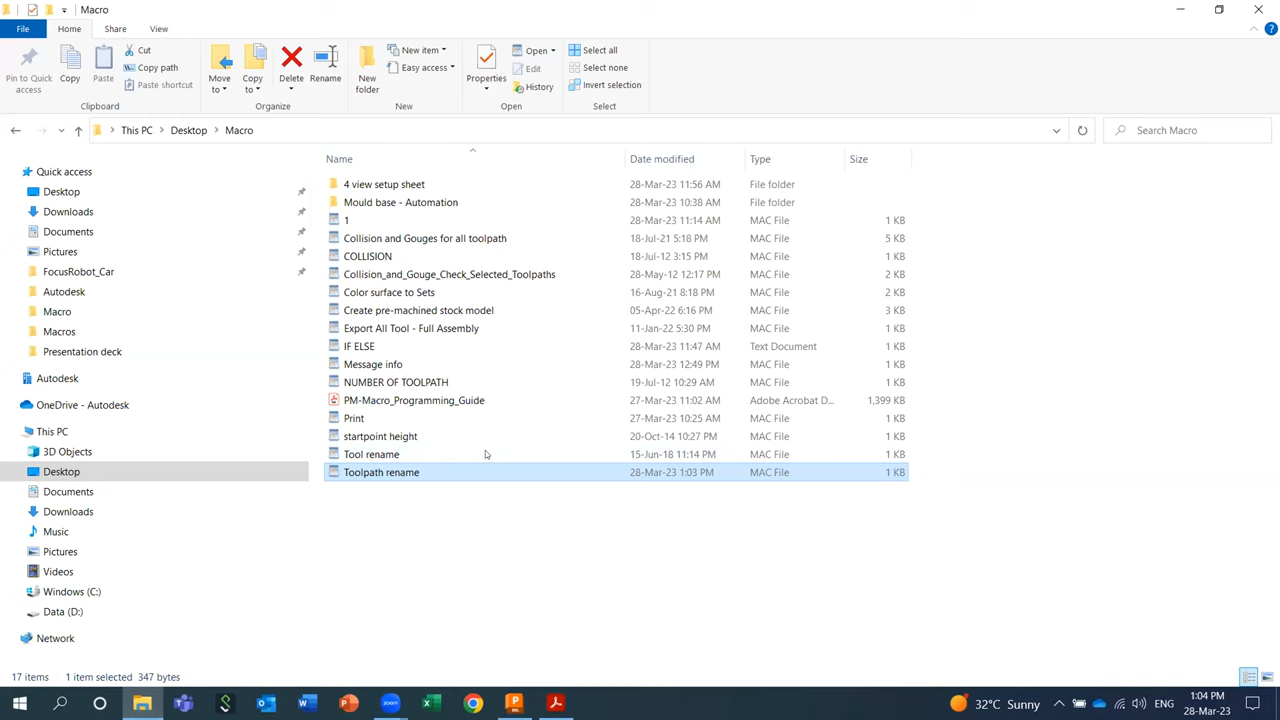 Macro
File Home Share View
Pin to Quick access
Copy
Paste
Cut
Copy path
Paste shortcut
Clipboard
Move to
Copy to
Delete
Rename
Organize
New folder
New item
Easy access
New
Properties
Open
Edit
History
Open
Select all
Select none
Invert selection
Select
This PC Desktop Macro
Search Macro
Name Date modified Type Size
4 view setup sheet 28-Mar-23 11:56 AM File folder
Mould base - Automation 28-Mar-23 10:38 AM File folder
1 28-Mar-23 11:14 AM MAC File 1 KB
Collision and Gouges for all toolpath 18-Jul-21 5:18 PM MAC File 5 KB
COLLISION 18-Jul-12 3:15 PM MAC File 1 KB
Collision_and_Gouge_Check_Selected_Toolpaths 28-May-12 12:17 PM MAC File 2 KB
Color surface to Sets 16-Aug-21 8:18 PM MAC File 2 KB
Create pre-machined stock model 05-Apr-22 6:16 PM MAC File 3 KB
Export All Tool - Full Assembly 11-Jan-22 5:30 PM MAC File 1 KB
IF ELSE 28-Mar-23 11:47 AM Text Document 1 KB
Message info 28-Mar-23 12:49 PM MAC File 1 KB
NUMBER OF TOOLPATH 19-Jul-12 10:29 AM MAC File 1 KB
PM-Macro_Programming_Guide 27-Mar-23 11:02 AM Adobe Acrobat D... 1,399 KB
Print 27-Mar-23 10:25 AM MAC File 1 KB
startpoint height 20-Oct-14 10:27 PM MAC File 1 KB
Tool rename 15-Jun-18 11:14 PM MAC File 1 KB
Toolpath rename 28-Mar-23 1:03 PM MAC File 1 KB
Quick access
Desktop
Downloads
Documents
Pictures
FocusRobot_Car
Autodesk
Macro
Macros
Presentation deck
Autodesk
OneDrive - Autodesk
This PC
3D Objects
Desktop
Documents
Downloads
Music
Pictures
Videos
Windows (C:)
Data (D:)
Network
17 items 1 item selected 347 bytes
32°C Sunny
ENG
1:04 PM
28-Mar-23